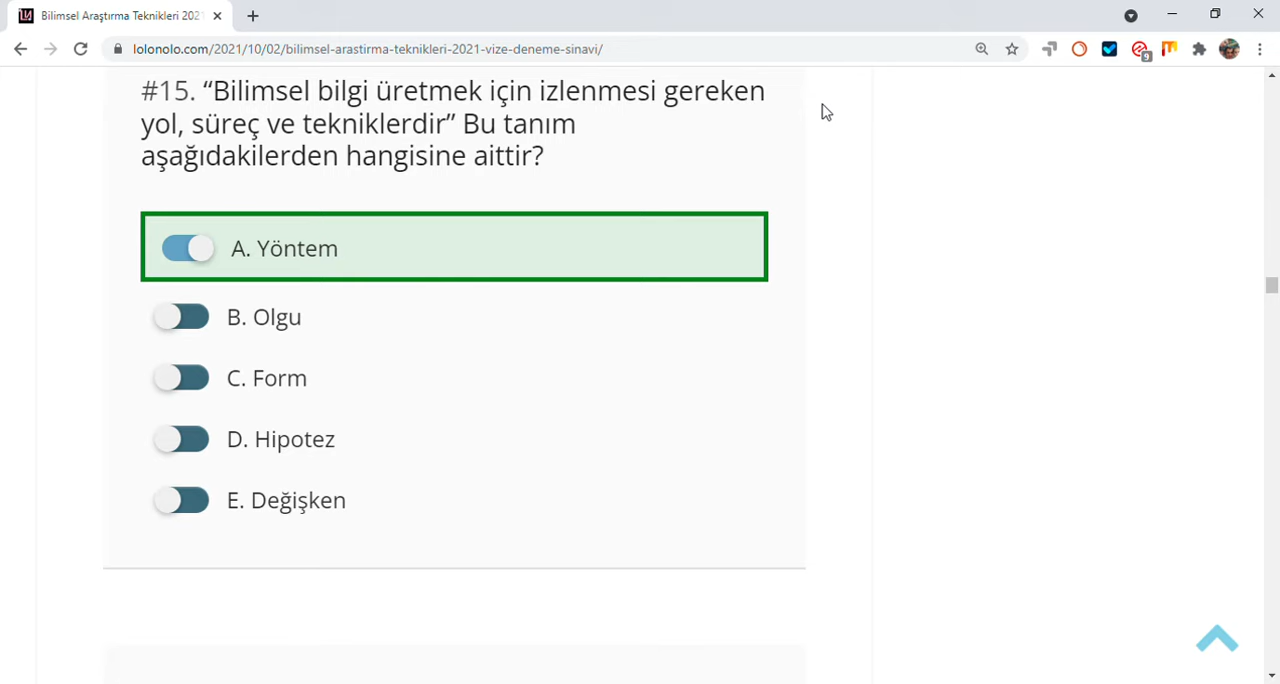 Bilimsel Araştırma Teknikleri 202
lolonolo.com/2021/10/02/bilimsel-arastirma-teknikleri-2021-vize-deneme-sinavi/
9
#15. “Bilimsel bilgi üretmek için izlenmesi gereken
yol, süreç ve tekniklerdir” Bu tanım
aşağıdakilerden hangisine aittir?
A. Yöntem
B. Olgu
C. Form
D. Hipotez
E. Değişken